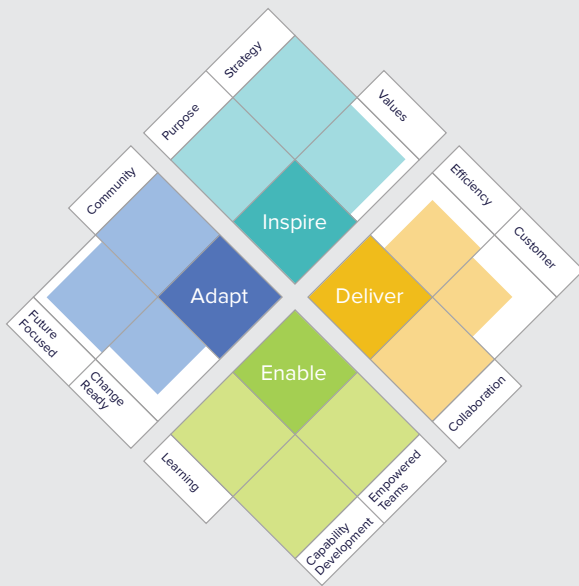 Strategy
Purpose
Values
Inspire
Community
Future
Focused
Change
Ready
Adapt
Efficiency
Customer
Collaboration
Deliver
Enable
Learning
Empowered
Teams
Capability
Development